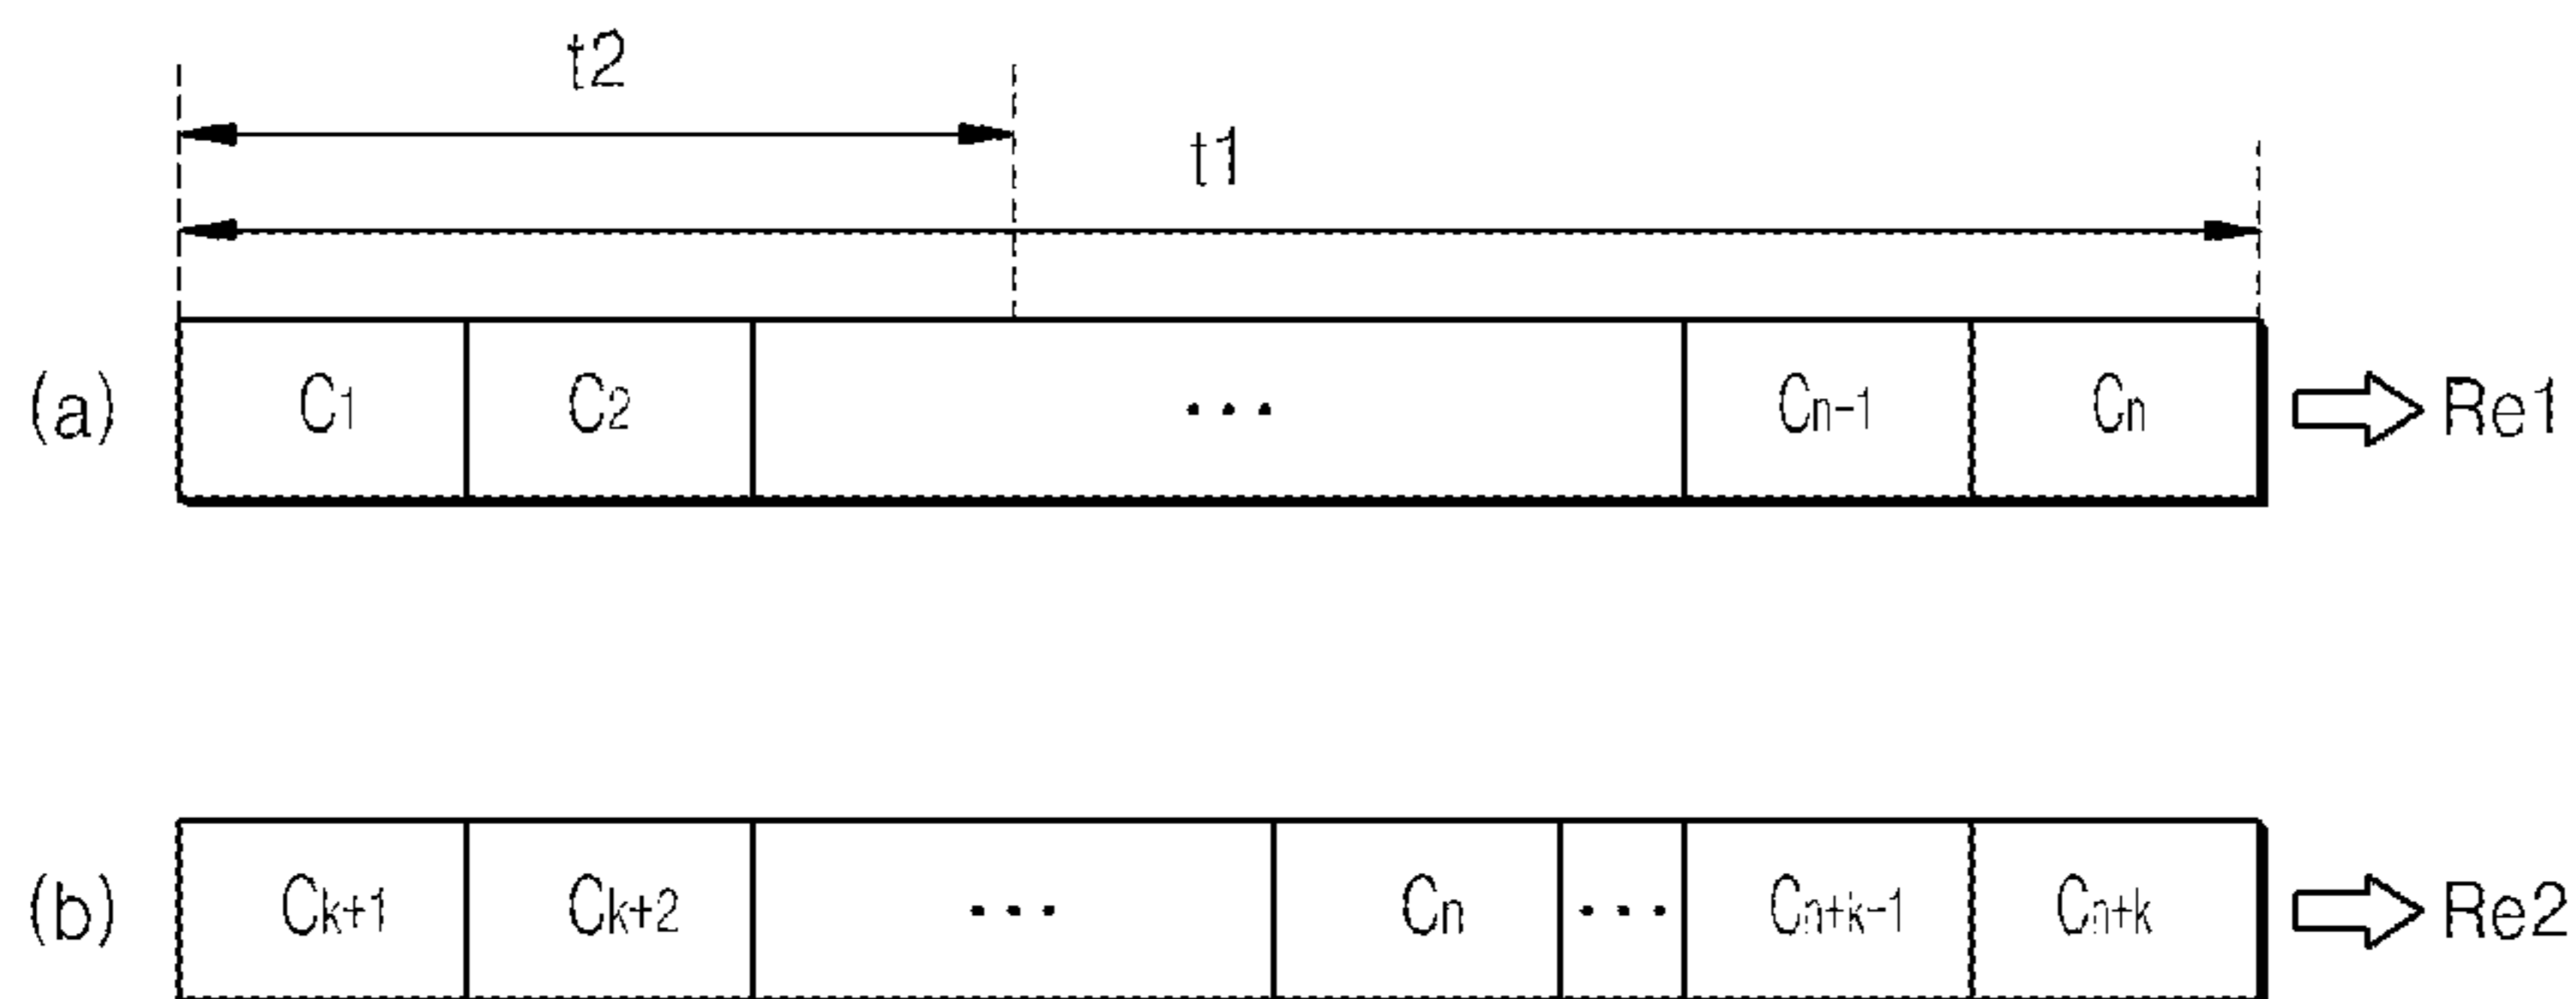 t2
t1
(a) C1 C2 ... Cn-1 Cn Re1
(b) Ck+1 Ck+2 ... Cn ... Cn+k-1 Cn+k Re2